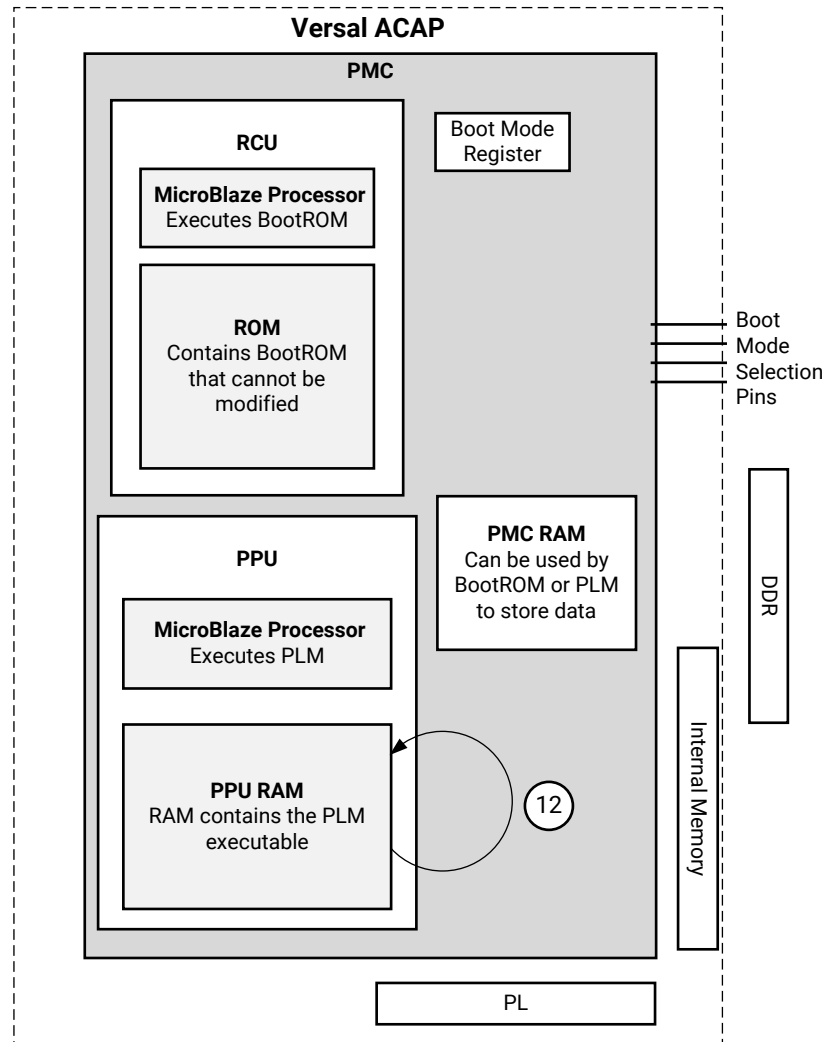 Versal ACAP
PMC
RCU
MicroBlaze Processor
Executes BootROM
ROM
Contains BootROM
that cannot be
modified
Boot Mode
Register
Boot
Mode
Selection
Pins
PPU
MicroBlaze Processor
Executes PLM
PPU RAM
RAM contains the PLM
executable
PMC RAM
Can be used by
BootROM or PLM
to store data
12
DDR
Internal Memory
PL